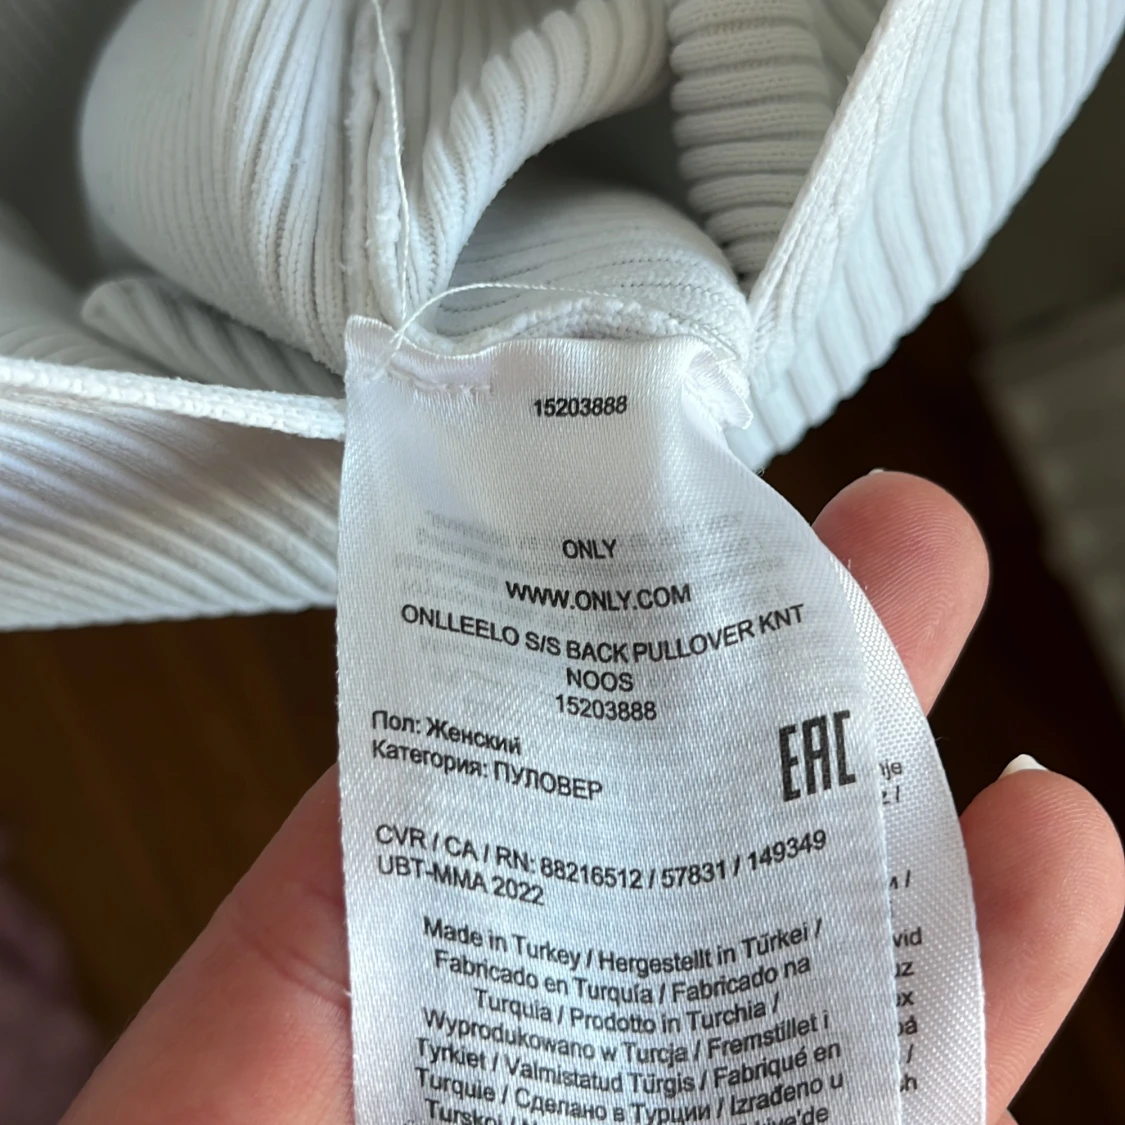 15203888
ONLY
WWW.ONLY.COM
ONLLEELO S/S BACK PULLOVER KNT
NOOS
15203888
Пол: Женский
Категория: ПУЛОВЕР
EAC
CVR / CA / RN: 88216512 / 57831 / 149349
UBT-MMA 2022
Made in Turkey / Hergestellt in Türkei /
Fabricado en Turquía / Fabricado na
Turquia / Prodotto in Turchia /
Wyprodukowano w Turcja / Fremstillet i
Tyrkiet / Valmistatud Türgis / Fabriqué en
Turquie / Сделано в Турции / Izrađeno u